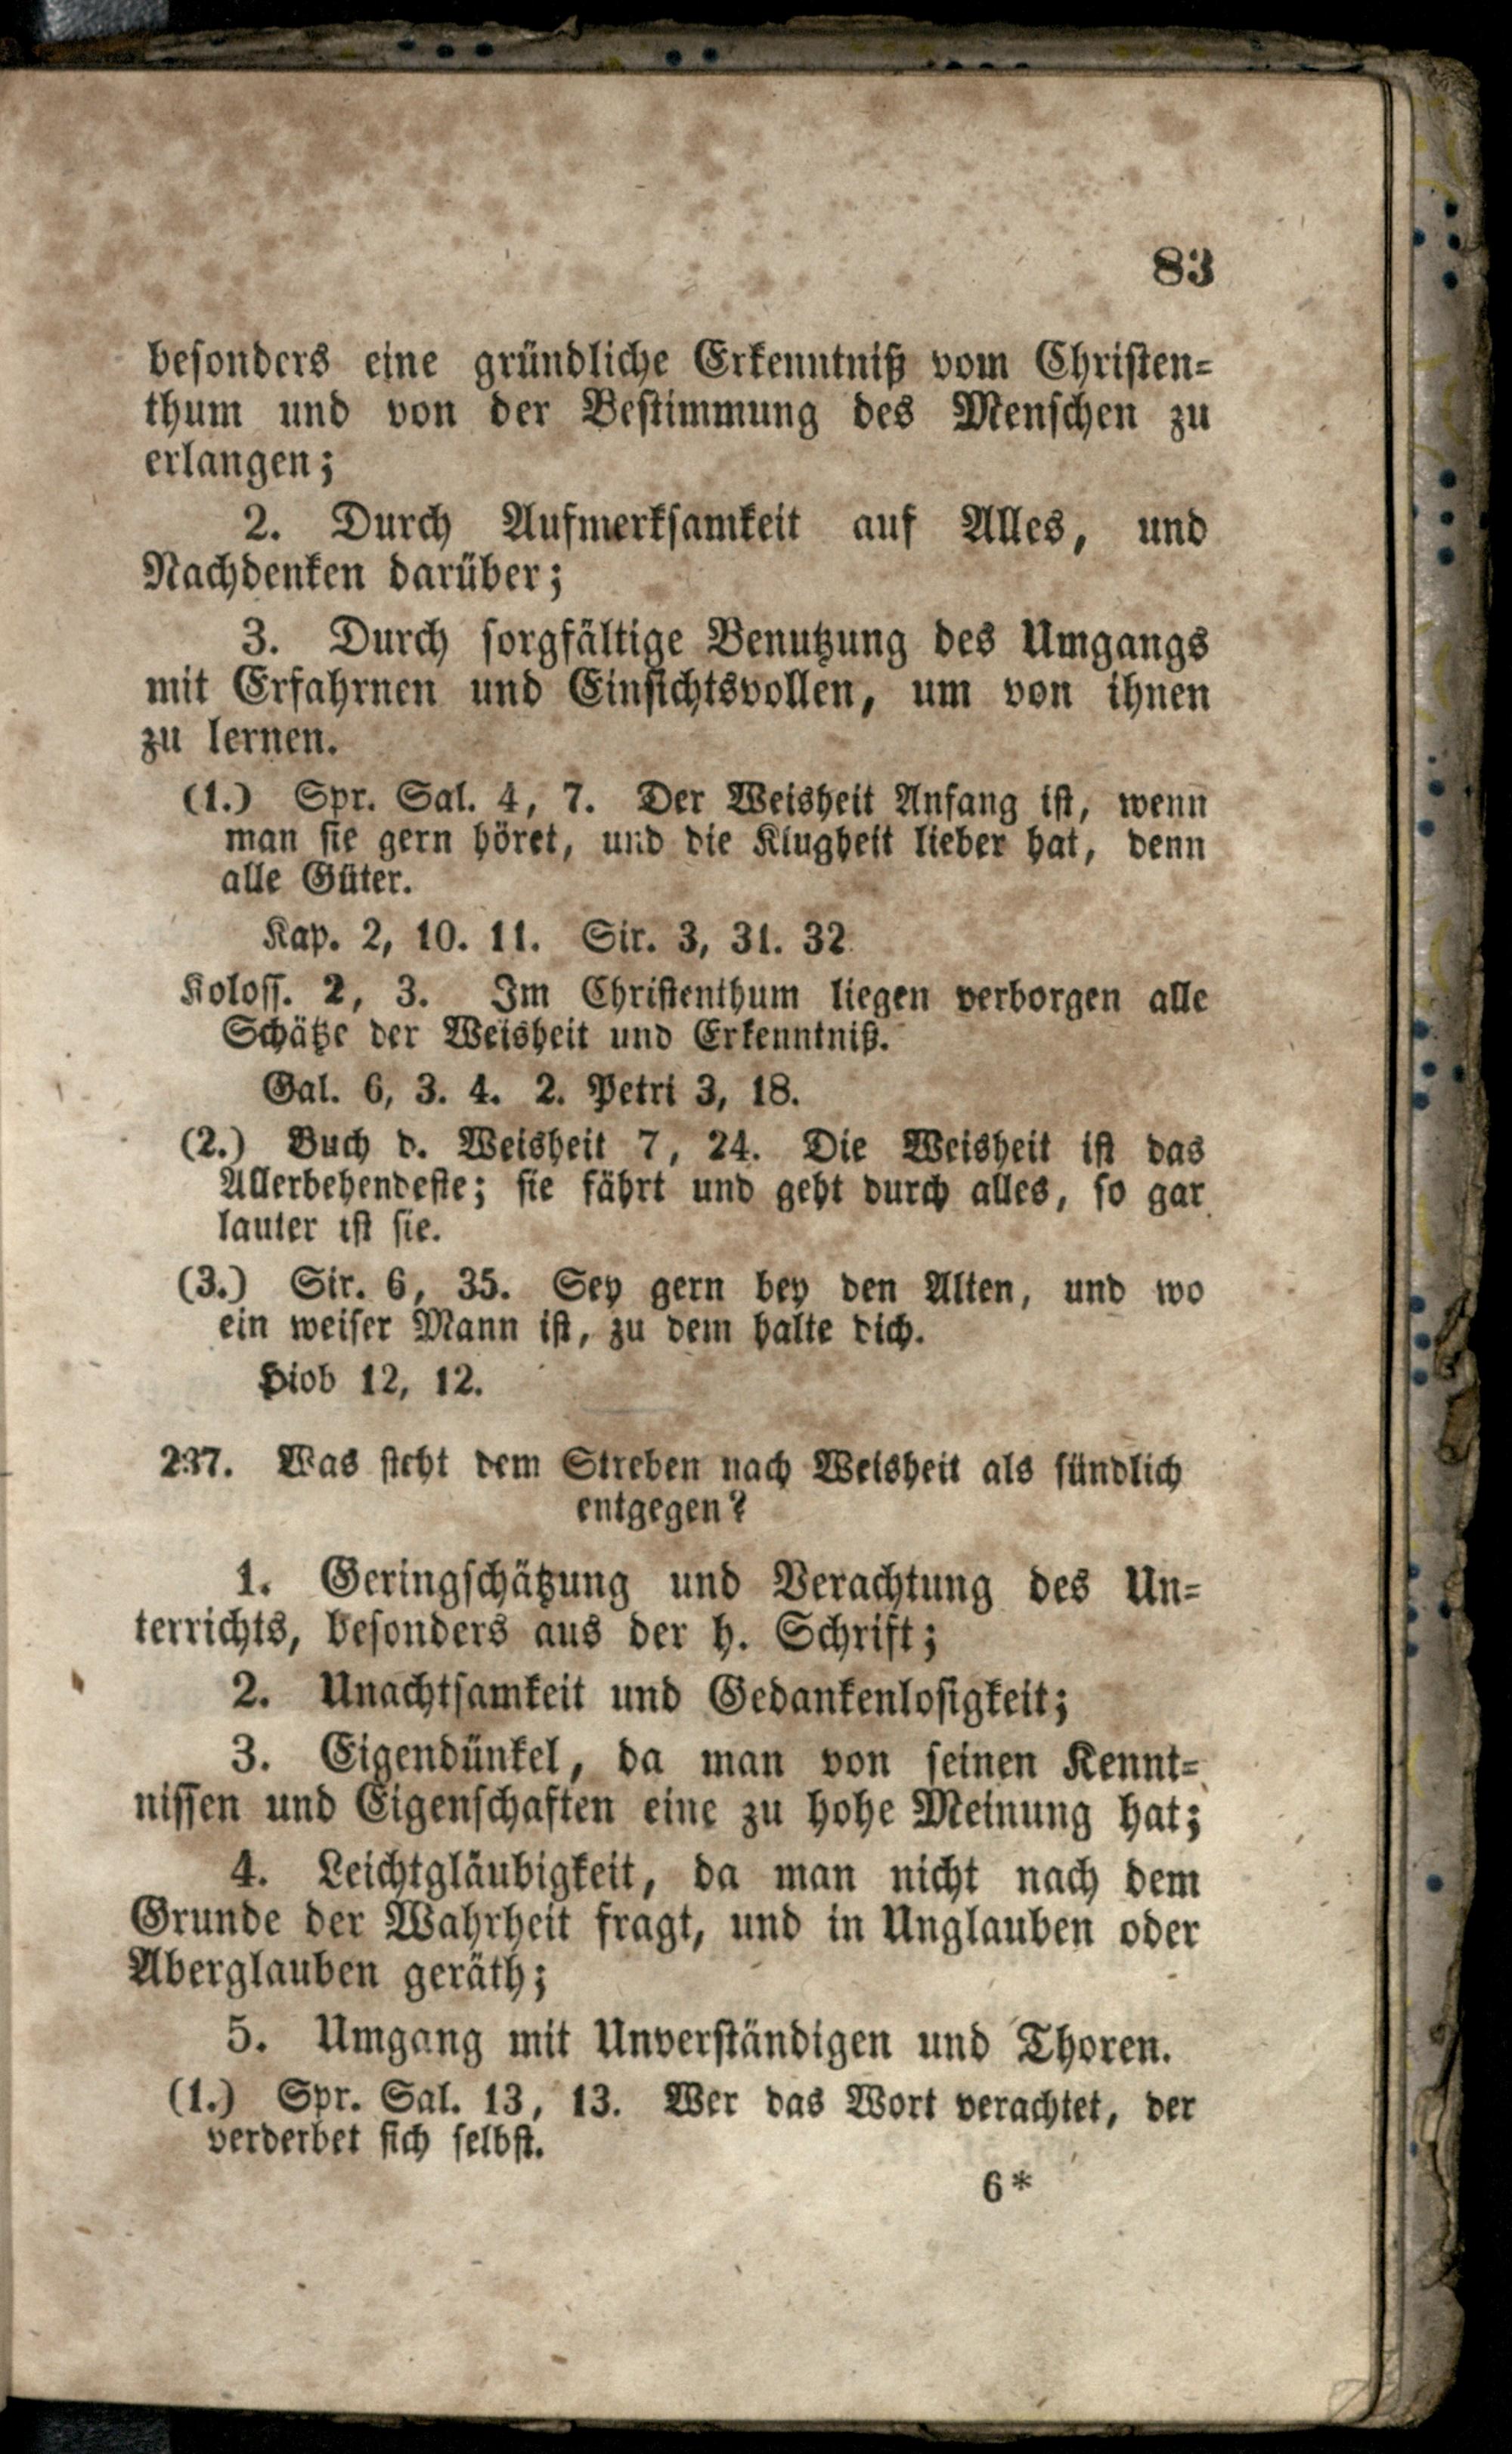 83
besonders eine gründliche Erkenntniß vom Christen=
thum und von der Bestimmung des Menschen zu
erlangen;
2. Durch Aufmerksamkeit auf Alles, und
Nachdenken darüber;
3. Durch sorgfältige Benutzung des Umgangs
mit Erfahrnen und Einsichtsvollen, um von ihnen
zu lernen.
(1.) Spr. Sal. 4, 7. Der Weisheit Anfang ist, wenn
man sie gern höret, und die Klugheit lieber hat, denn
alle Güter.
Kap. 2, 10. 11. Sir. 3, 31. 32.
Koloss. 2, 3. Im Christenthum liegen verborgen alle
Schätze der Weisheit und Erkenntniß.
Gal. 6, 3. 4. 2. Petri 3, 18.
(2.) Buch d. Weisheit 7, 24. Die Weisheit ist das
Allerbehendeste; sie fährt und geht durch alles, so gar
lauter ist sie.
(3.) Sir. 6, 35. Sey gern bey den Alten, und wo
ein weiser Mann ist, zu dem halte dich.
Hiob 12, 12.
237. Was steht dem Streben nach Weisheit als sündlich
entgegen?
1. Geringschätzung und Verachtung des Un=
terrichts, besonders aus der h. Schrift;
2. Unachtsamkeit und Gedankenlosigkeit;
3. Eigendünkel, da man von seinen Kennt=
nissen und Eigenschaften eine zu hohe Meinung hat;
4. Leichtgläubigkeit, da man nicht nach dem
Grunde der Wahrheit fragt, und in Unglauben oder
Aberglauben geräth;
5. Umgang mit Unverständigen und Thoren.
(1.) Spr. Sal. 13, 13. Wer das Wort verachtet, der
verderbet sich selbst.
6*